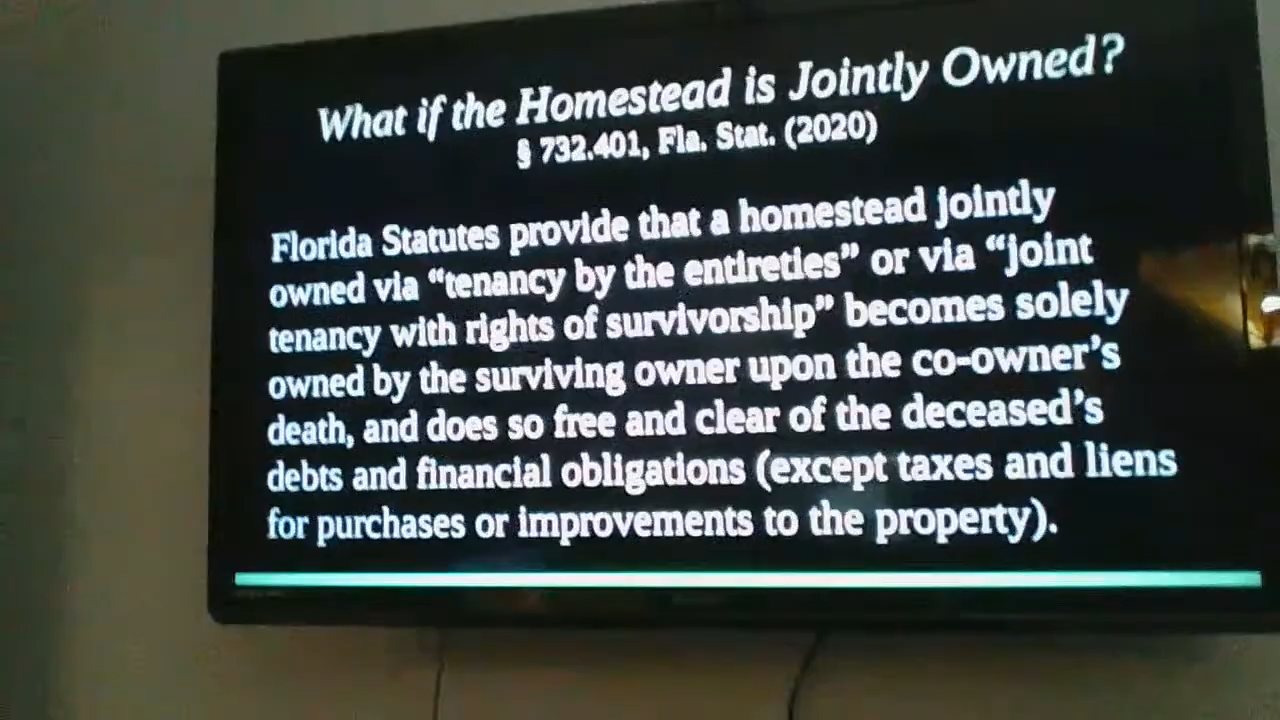 What if the Homestead is Jointly Owned?
§ 732.401, Fla. Stat. (2020)
Florida Statutes provide that a homestead jointly
owned via “tenancy by the entireties” or via “joint
tenancy with rights of survivorship” becomes solely
owned by the surviving owner upon the co-owner’s
death, and does so free and clear of the deceased’s
debts and financial obligations (except taxes and liens
for purchases or improvements to the property).